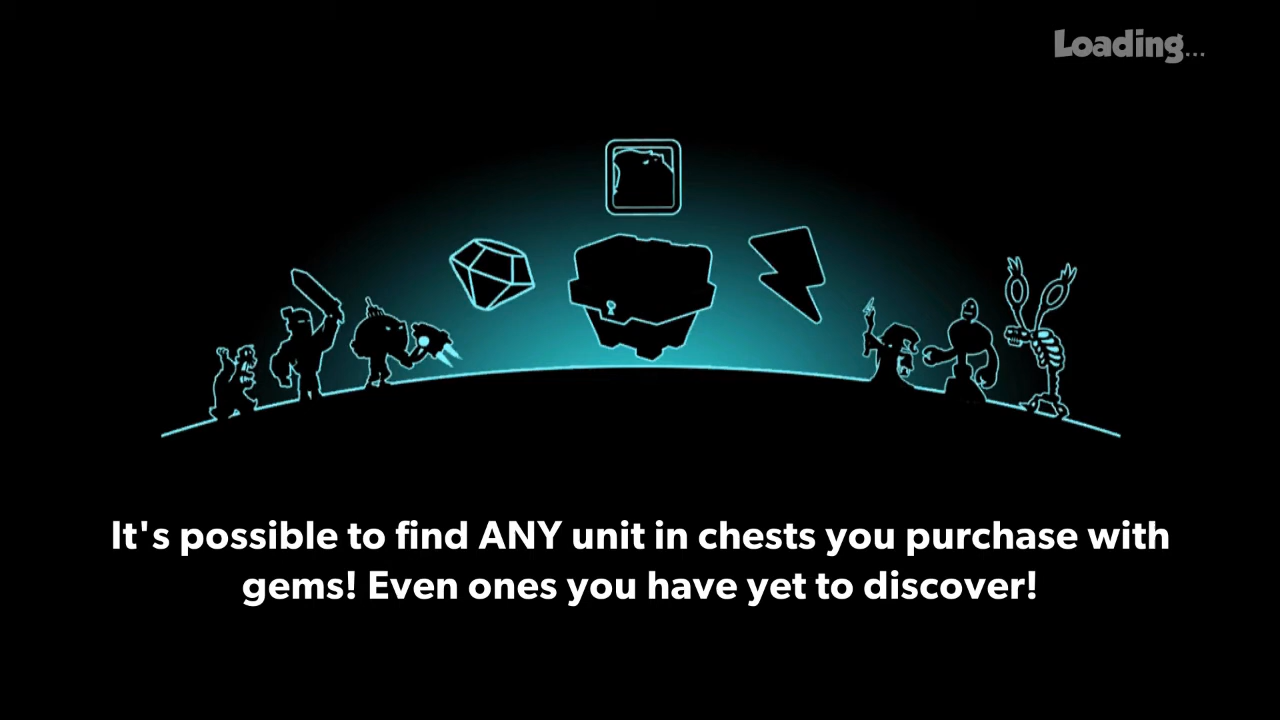 Loading...
It's possible to find ANY unit in chests you purchase with
gems! Even ones you have yet to discover!